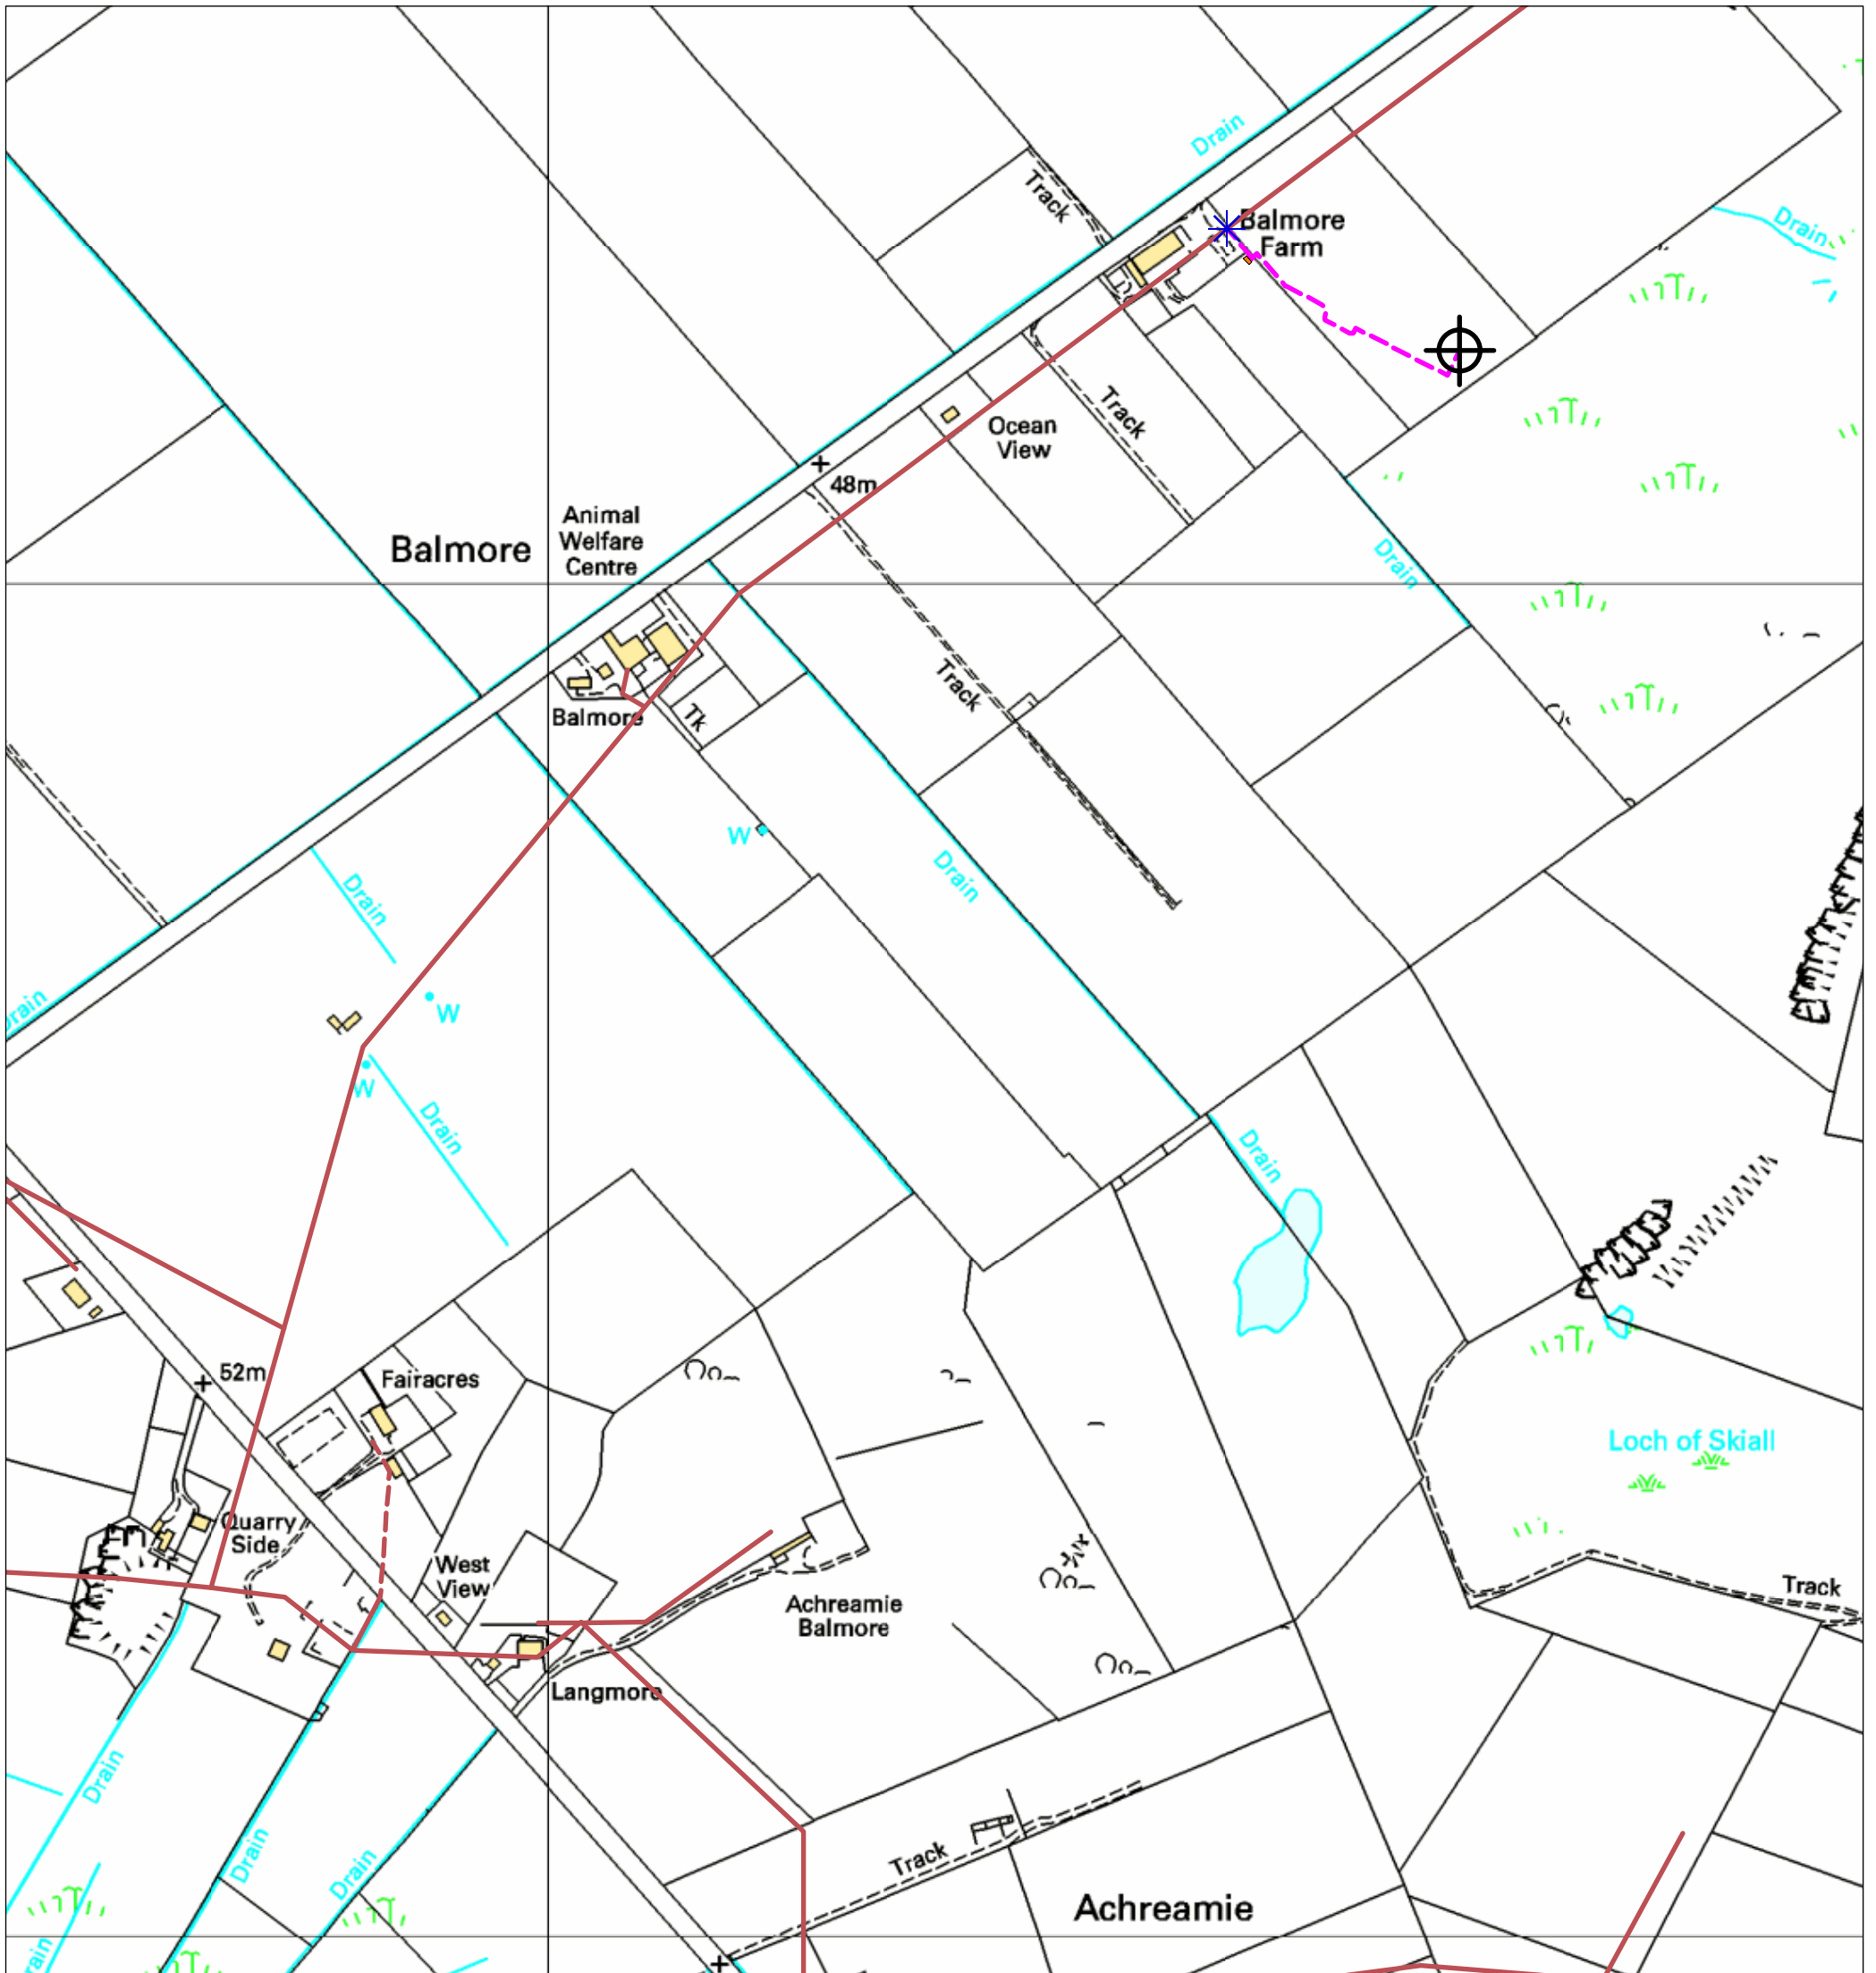 Drain
Track
Balmore
Farm
Drain
Track
Ocean
View
48m
Animal
Welfare
Centre
Balmore
Drain
Track
Balmore
Tk
W
Drain
Drain
Drain
W
W
Drain
Drain
52m
Fairacres
Loch of Skiall
Quarry
Side
West
View
Track
Achreamie
Balmore
Langmore
Drain
Drain
Drain
Track
Achreamie
rain